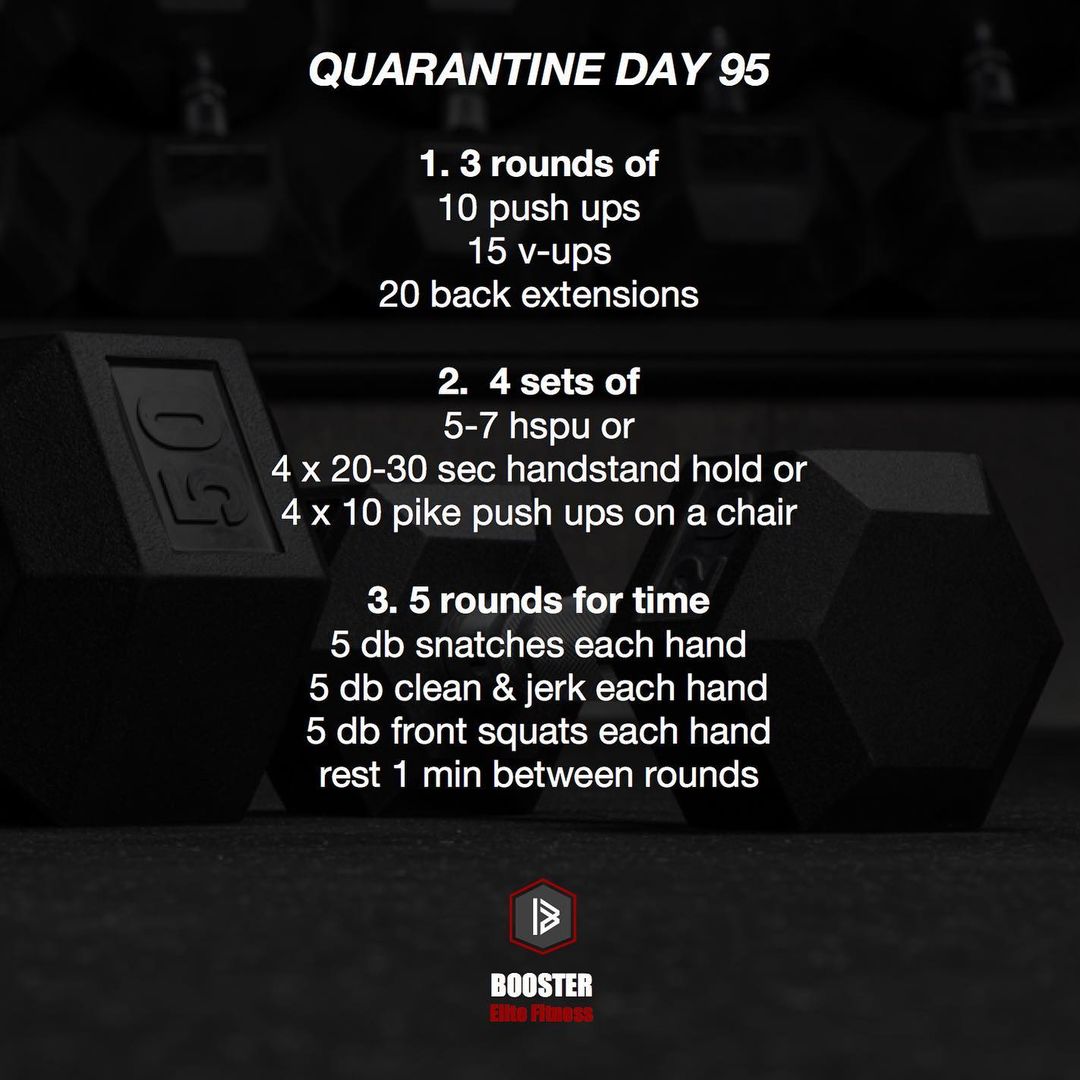 QUARANTINE DAY 95
1. 3 rounds of
10 push ups
15 v-ups
20 back extensions
2. 4 sets of
5-7 hspu or
4 x 20-30 sec handstand hold or
4 x 10 pike push ups on a chair
3. 5 rounds for time
5 db snatches each hand
5 db clean & jerk each hand
5 db front squats each hand
rest 1 min between rounds
50
B
BOOSTER
Elite Fitness